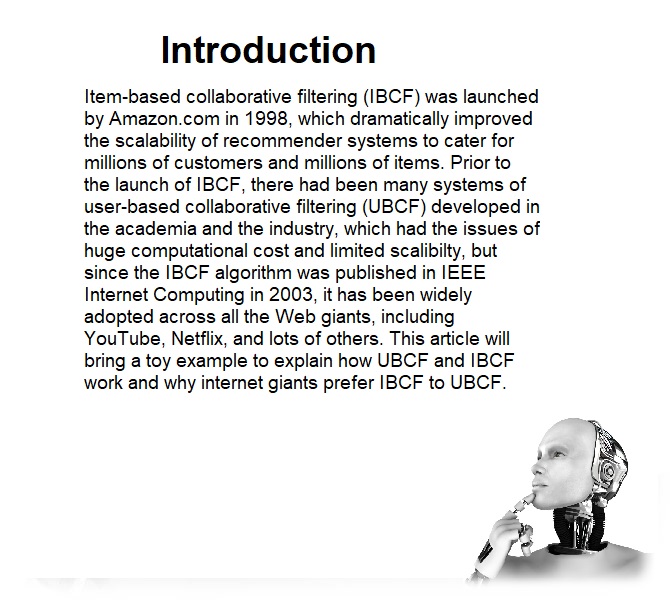 Introduction
Item-based collaborative filtering (IBCF) was launched
by Amazon.com in 1998, which dramatically improved
the scalability of recommender systems to cater for
millions of customers and millions of items. Prior to
the launch of IBCF, there had been many systems of
user-based collaborative filtering (UBCF) developed in
the academia and the industry, which had the issues of
huge computational cost and limited scalibilty, but
since the IBCF algorithm was published in IEEE
Internet Computing in 2003, it has been widely
adopted across all the Web giants, including
YouTube, Netflix, and lots of others. This article will
bring a toy example to explain how UBCF and IBCF
work and why internet giants prefer IBCF to UBCF.